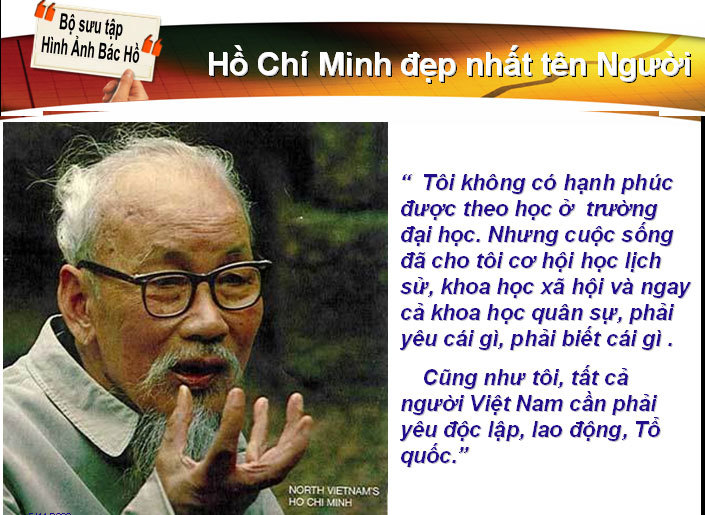 Bộ sưu tập
Hình Ảnh Bác Hồ
Hồ Chí Minh đẹp nhất tên Người
“ Tôi không có hạnh phúc
được theo học ở trường
đại học. Nhưng cuộc sống
đã cho tôi cơ hội học lịch
sử, khoa học xã hội và ngay
cả khoa học quân sự, phải
yêu cái gì, phải biết cái gì .
Cũng như tôi, tất cả
người Việt Nam cần phải
yêu độc lập, lao động, Tổ
quốc.”
NORTH VIETNAM'S
HO CHI MINH